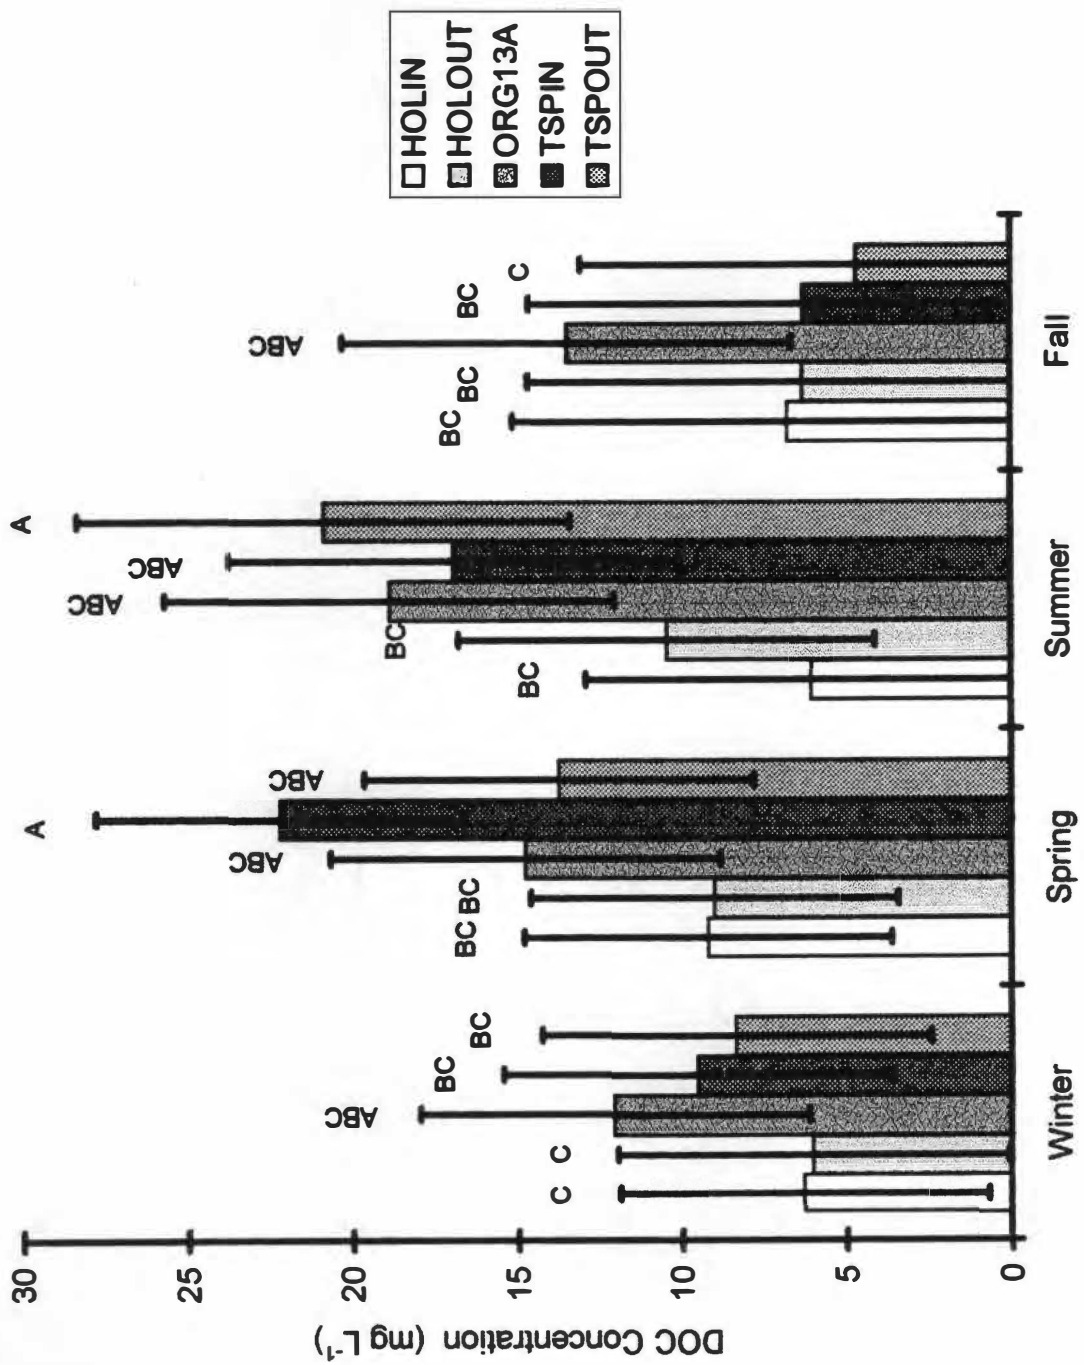 DOC Concentration (mg L⁻¹)
30
25
20
15
10
5
0
C
C
ABC
BC
BC
BC
BC
ABC
A
ABC
BC
BC
ABC
ABC
A
BC
BC
ABC
BC
C
Winter
Spring
Summer
Fall
HOLIN
HOLOUT
ORG13A
TSPIN
TSPOUT